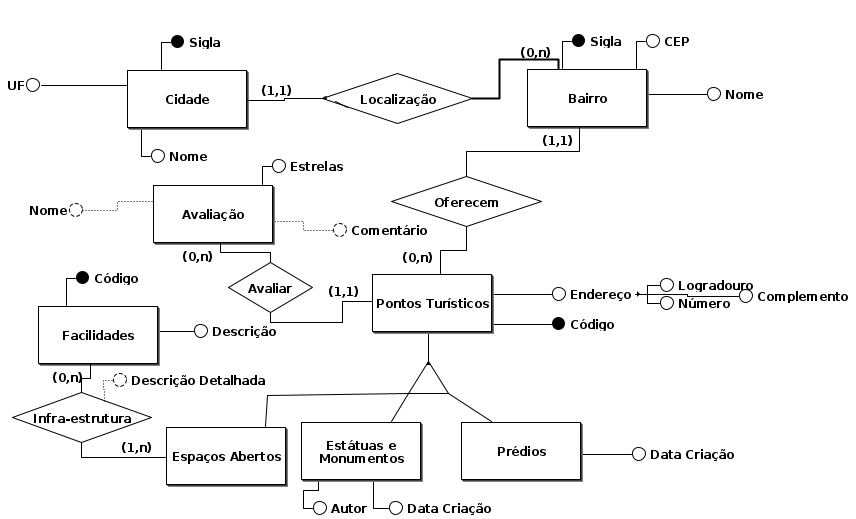 Sigla
(0,n)
Sigla
CEP
UF
Cidade
(1,1)
Localização
Bairro
Nome
(1,1)
Nome
Estrelas
Nome
Avaliação
Oferecem
Comentário
(0,n)
(0,n)
Código
Avaliar
(1,1)
Pontos Turísticos
Endereço
Logradouro
Número
Complemento
Facilidades
Descrição
Código
(0,n)
Descrição Detalhada
Infra-estrutura
(1,n)
Espaços Abertos
Estátuas e
Monumentos
Prédios
Data Criação
Autor
Data Criação